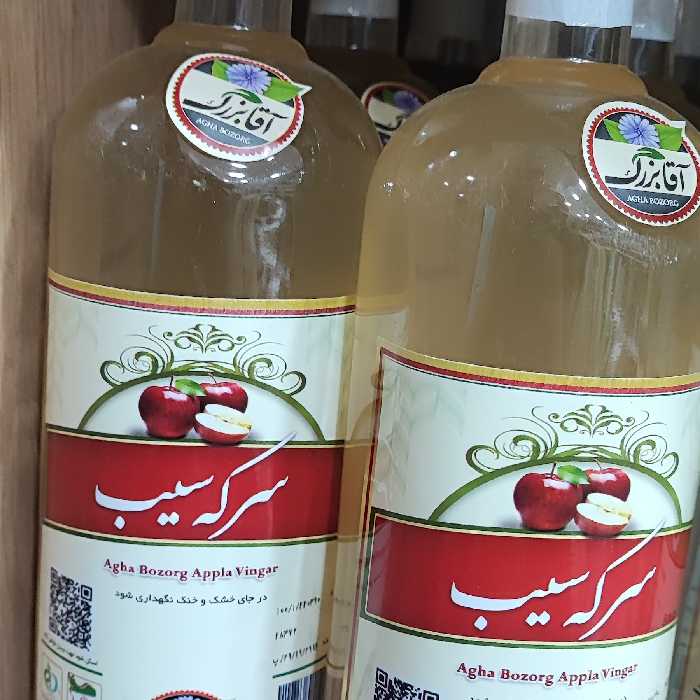 آقابزرگ
AGHA BOZORG
سرکه سیب
Agha Bozorg Appla Vingar
در جای خشک و خنک نگهداری شود
آقابزرگ
AGHA BOZORG
سرکه سیب
Agha Bozorg Appla Vingar